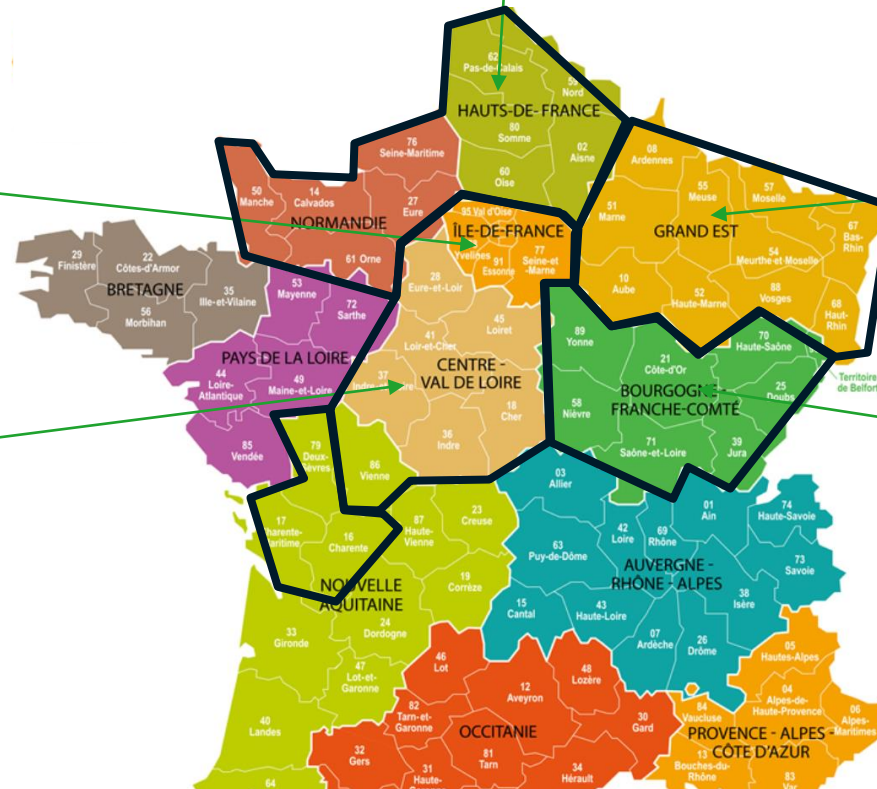 62
Pas-de-Calais
59
Nord
HAUTS-DE-FRANCE
80
Somme
02
Aisne
60
Oise
76
Seine-Maritime
50
Manche
14
Calvados
27
Eure
NORMANDIE
61 Orne
95 Val d'Oise
ÎLE-DE-FRANCE
Yvelines
91
Essonne
77
Seine-et
-Marne
08
Ardennes
55
Meuse
57
Moselle
51
Marne
GRAND EST
67
Bas-
Rhin
54
Meurthe et Moselle
10
Aube
52
Haute-Marne
88
Vosges
68
Haut-
Rhin
29
Finistère
22
Côtes-d'Armor
BRETAGNE
35
Ille-et-Vilaine
56
Morbihan
53
Mayenne
72
Sarthe
PAYS DE LA LOIRE
44
Loire-
Atlantique
49
Maine-et-Loire
85
Vendée
28
Eure-et-Loir
45
Loiret
41
Loir-et-Cher
CENTRE -
VAL DE LOIRE
37
18
Cher
36
Indre
89
Yonne
70
Haute-Saône
21
Côte-d'Or
Territoire
de Belfort
25
Doubs
BOURGOGNE -
FRANCHE-COMTÉ
58
Nièvre
71
Saône-et-Loire
39
Jura
79
Deux-
Sèvres
86
Vienne
17
Charente-
Maritime
16
Charente
87
Haute-
Vienne
23
Creuse
NOUVELLE
AQUITAINE
19
Corrèze
24
Dordogne
33
Gironde
47
Lot-et-
Garonne
40
Landes
64
03
Allier
01
Ain
74
Haute-Savoie
42
Loire
69
Rhône
63
Puy-de-Dôme
AUVERGNE -
RHÔNE - ALPES
73
Savoie
38
Isère
15
Cantal
43
Haute-Loire
07
Ardèche
26
Drôme
46
Lot
48
Lozère
12
Aveyron
82
Tarn-et-
Garonne
OCCITANIE
30
Gard
32
Gers
81
Tarn
31
Haute-
34
Hérault
05
Hautes-Alpes
04
Alpes-de-
Haute-Provence
06
Alpes-
Maritimes
84
Vaucluse
PROVENCE - ALPES -
CÔTE D'AZUR
13
Bouches-du-
Rhône
83
Var